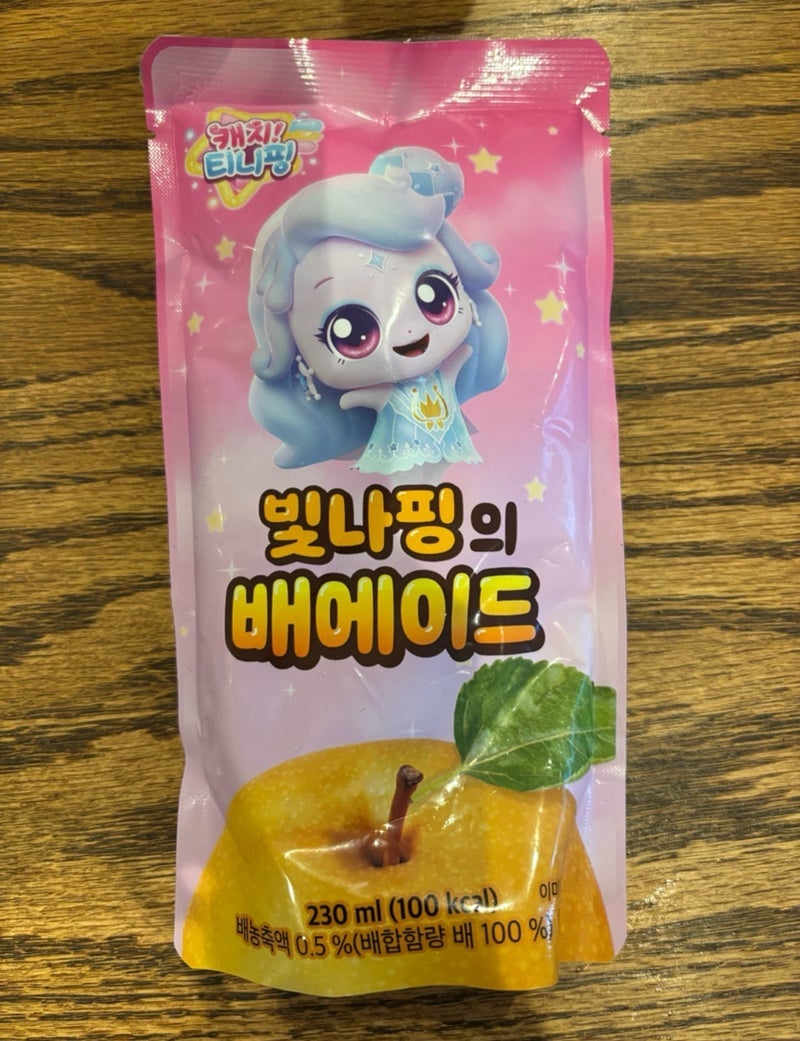 캐치!
티니핑
빛나핑의
배에이드
230 ml (100 kcal)
배농축액 0.5 %(배합함량 배 100 %)